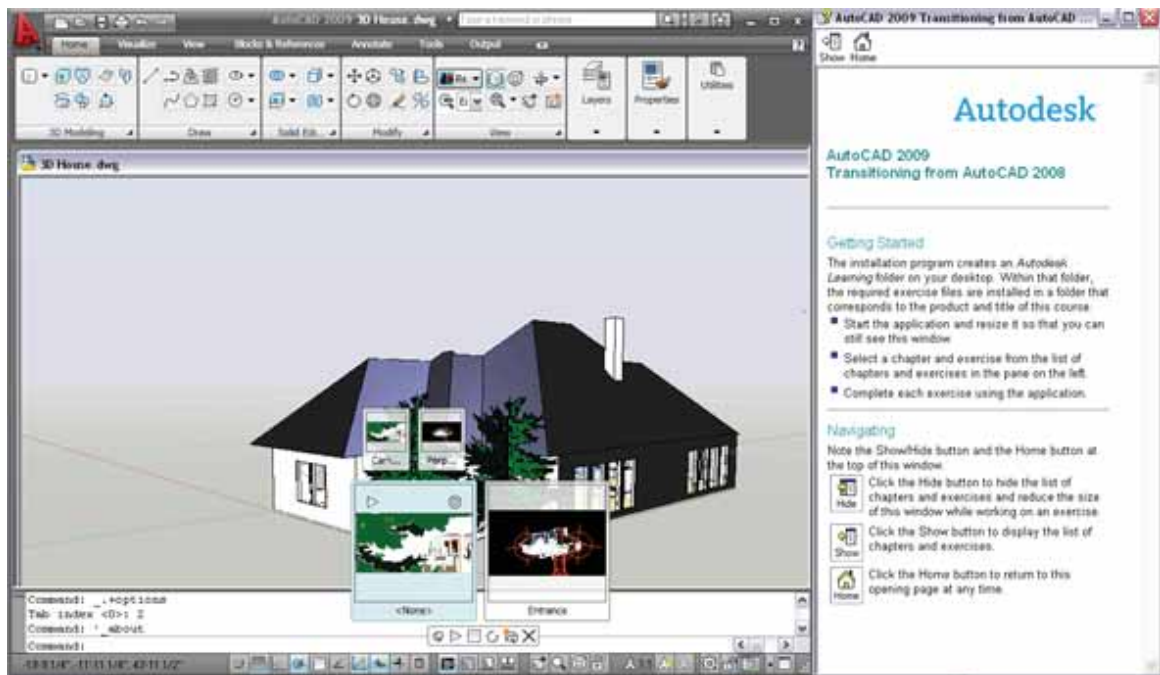 AutoCAD 2009 3D House.dwg
Home Visualize View Blocks & References Annotate Tools Output
3D Modeling Draw Solid Edit... Modify View Layers Properties Utilities
3D House.dwg
<None> Entrance
Command: _.+options
Tab index <0>: 2
Command: '_about
Command:
AutoCAD 2009 Transitioning from AutoCAD ...
Show Home
Autodesk
AutoCAD 2009
Transitioning from AutoCAD 2008
Getting Started
The installation program creates an Autodesk
Learning folder on your desktop. Within that folder,
the required exercise files are installed in a folder that
corresponds to the product and title of this course.
Start the application and resize it so that you can
still see this window.
Select a chapter and exercise from the list of
chapters and exercises in the pane on the left.
Complete each exercise using the application.
Navigating
Note the Show/Hide button and the Home button at
the top of this window.
Hide
Click the Hide button to hide the list of
chapters and exercises and reduce the size
of this window while working on an exercise.
Show
Click the Show button to display the list of
chapters and exercises.
Home
Click the Home button to return to this
opening page at any time.